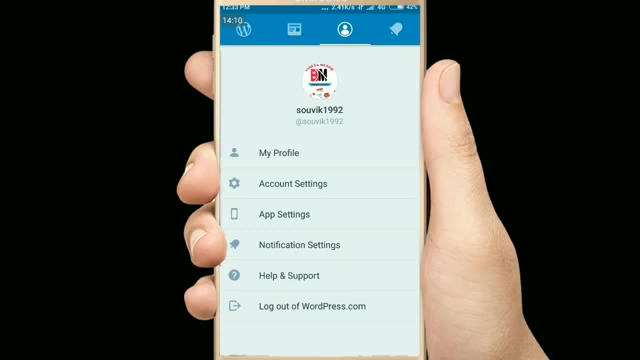 12:33 PM ... 2.41K/s 4G 42%
14:10
BM
souvik1992
@souvik1992
My Profile
Account Settings
App Settings
Notification Settings
Help & Support
Log out of WordPress.com